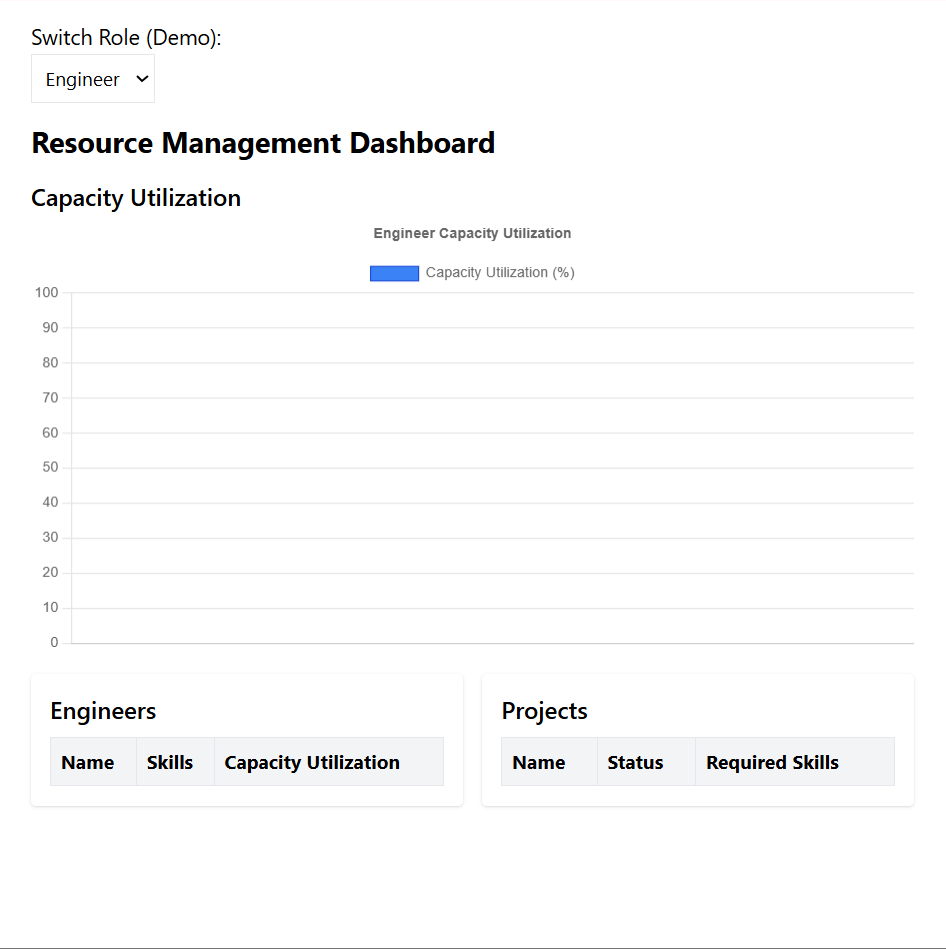 Switch Role (Demo):
Engineer
Resource Management Dashboard
Capacity Utilization
Engineer Capacity Utilization
Capacity Utilization (%)
100
90
80
70
60
50
40
30
20
10
0
Engineers
Name Skills Capacity Utilization
Projects
Name Status Required Skills